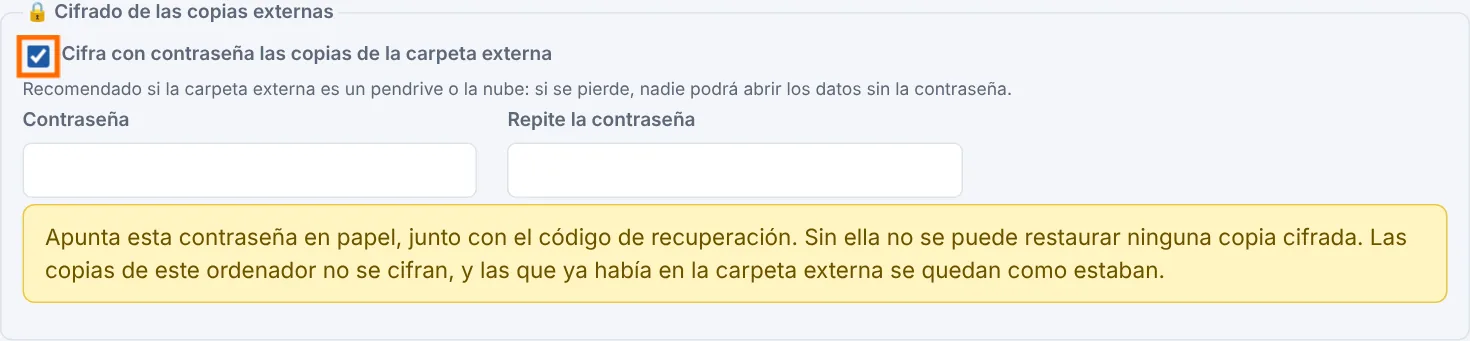 🔒 Cifrado de las copias externas
Cifra con contraseña las copias de la carpeta externa
Recomendado si la carpeta externa es un pendrive o la nube: si se pierde, nadie podrá abrir los datos sin la contraseña.
Contraseña
Repite la contraseña
Apunta esta contraseña en papel, junto con el código de recuperación. Sin ella no se puede restaurar ninguna copia cifrada. Las
copias de este ordenador no se cifran, y las que ya había en la carpeta externa se quedan como estaban.